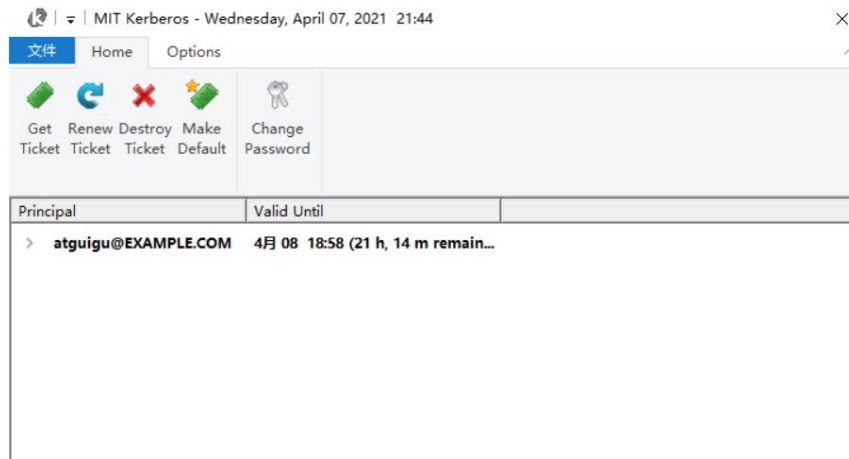 MIT Kerberos - Wednesday, April 07, 2021 21:44
文件 Home Options
Get Ticket
Renew Ticket
Destroy Ticket
Make Default
Change Password
Principal Valid Until
atguigu@EXAMPLE.COM 4月 08 18:58 (21 h, 14 m remain...